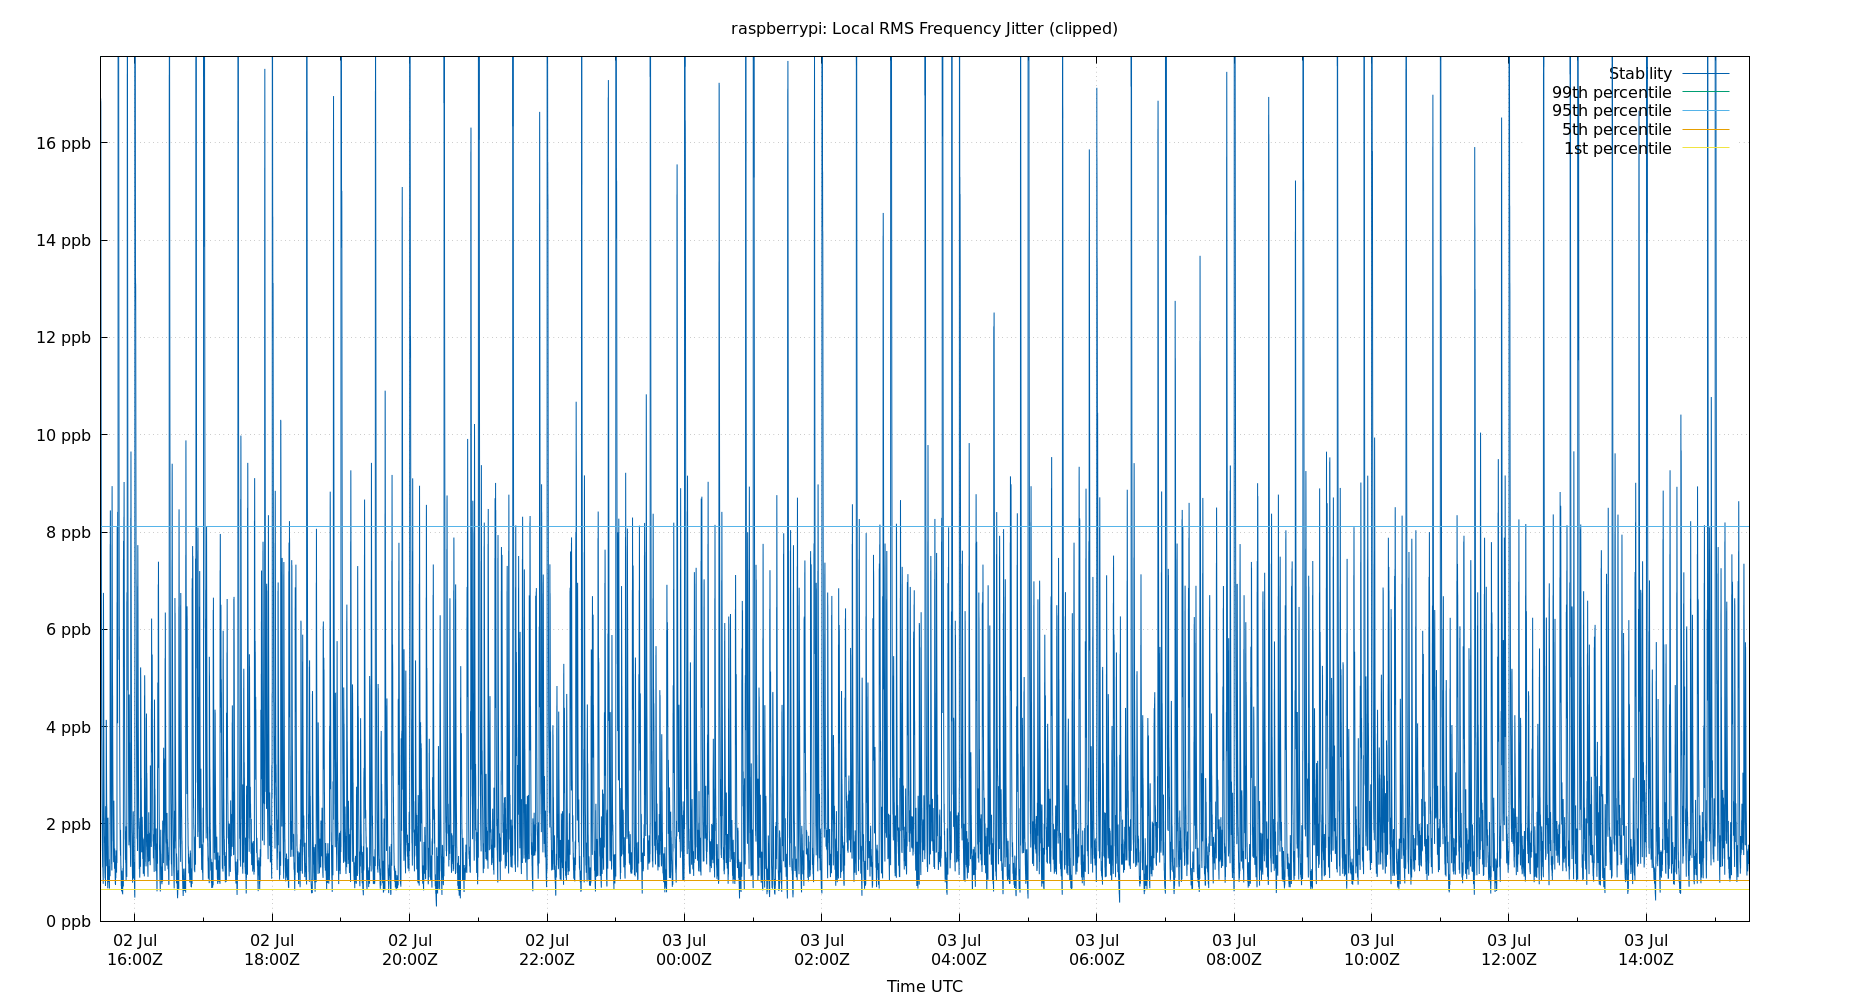 raspberrypi: Local RMS Frequency Jitter (clipped)
Stability
99th percentile
95th percentile
5th percentile
1st percentile
16 ppb
14 ppb
12 ppb
10 ppb
8 ppb
6 ppb
4 ppb
2 ppb
0 ppb
02 Jul 02 Jul 02 Jul 02 Jul 03 Jul 03 Jul 03 Jul 03 Jul 03 Jul 03 Jul 03 Jul 03 Jul
16:00Z 18:00Z 20:00Z 22:00Z 00:00Z 02:00Z 04:00Z 06:00Z 08:00Z 10:00Z 12:00Z 14:00Z
Time UTC